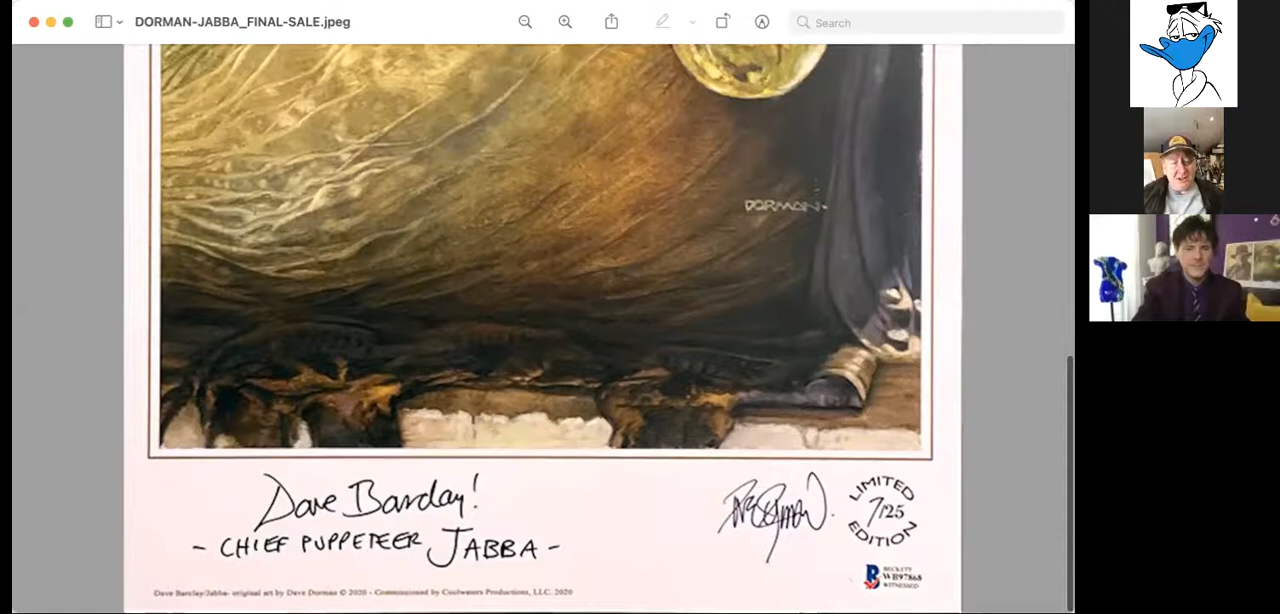 DORMAN-JABBA_FINAL-SALE.jpeg
Search
DORMAN
Dave Barclay!
- CHIEF PUPPETEER JABBA -
LIMITED
7/25
EDITION
BECKETT
WB97868
WITNESSED
Dave Barclay/Jabba- original art by Dave Dorman © 2020 - Commissioned by Coolwaters Productions, LLC. 2020